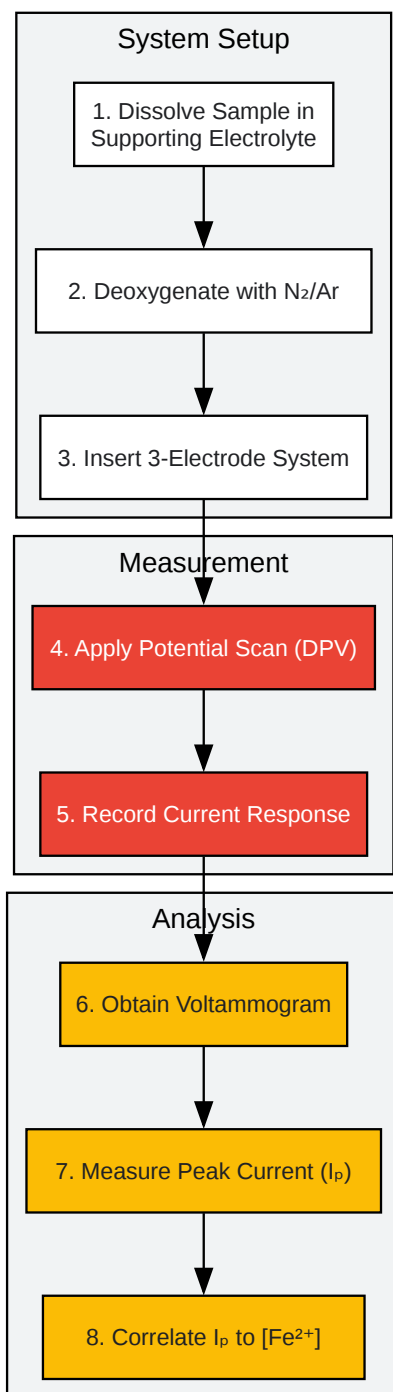 System Setup
1. Dissolve Sample in
Supporting Electrolyte
2. Deoxygenate with N₂/Ar
3. Insert 3-Electrode System
Measurement
4. Apply Potential Scan (DPV)
5. Record Current Response
Analysis
6. Obtain Voltammogram
7. Measure Peak Current (Iₚ)
8. Correlate Iₚ to [Fe²⁺]